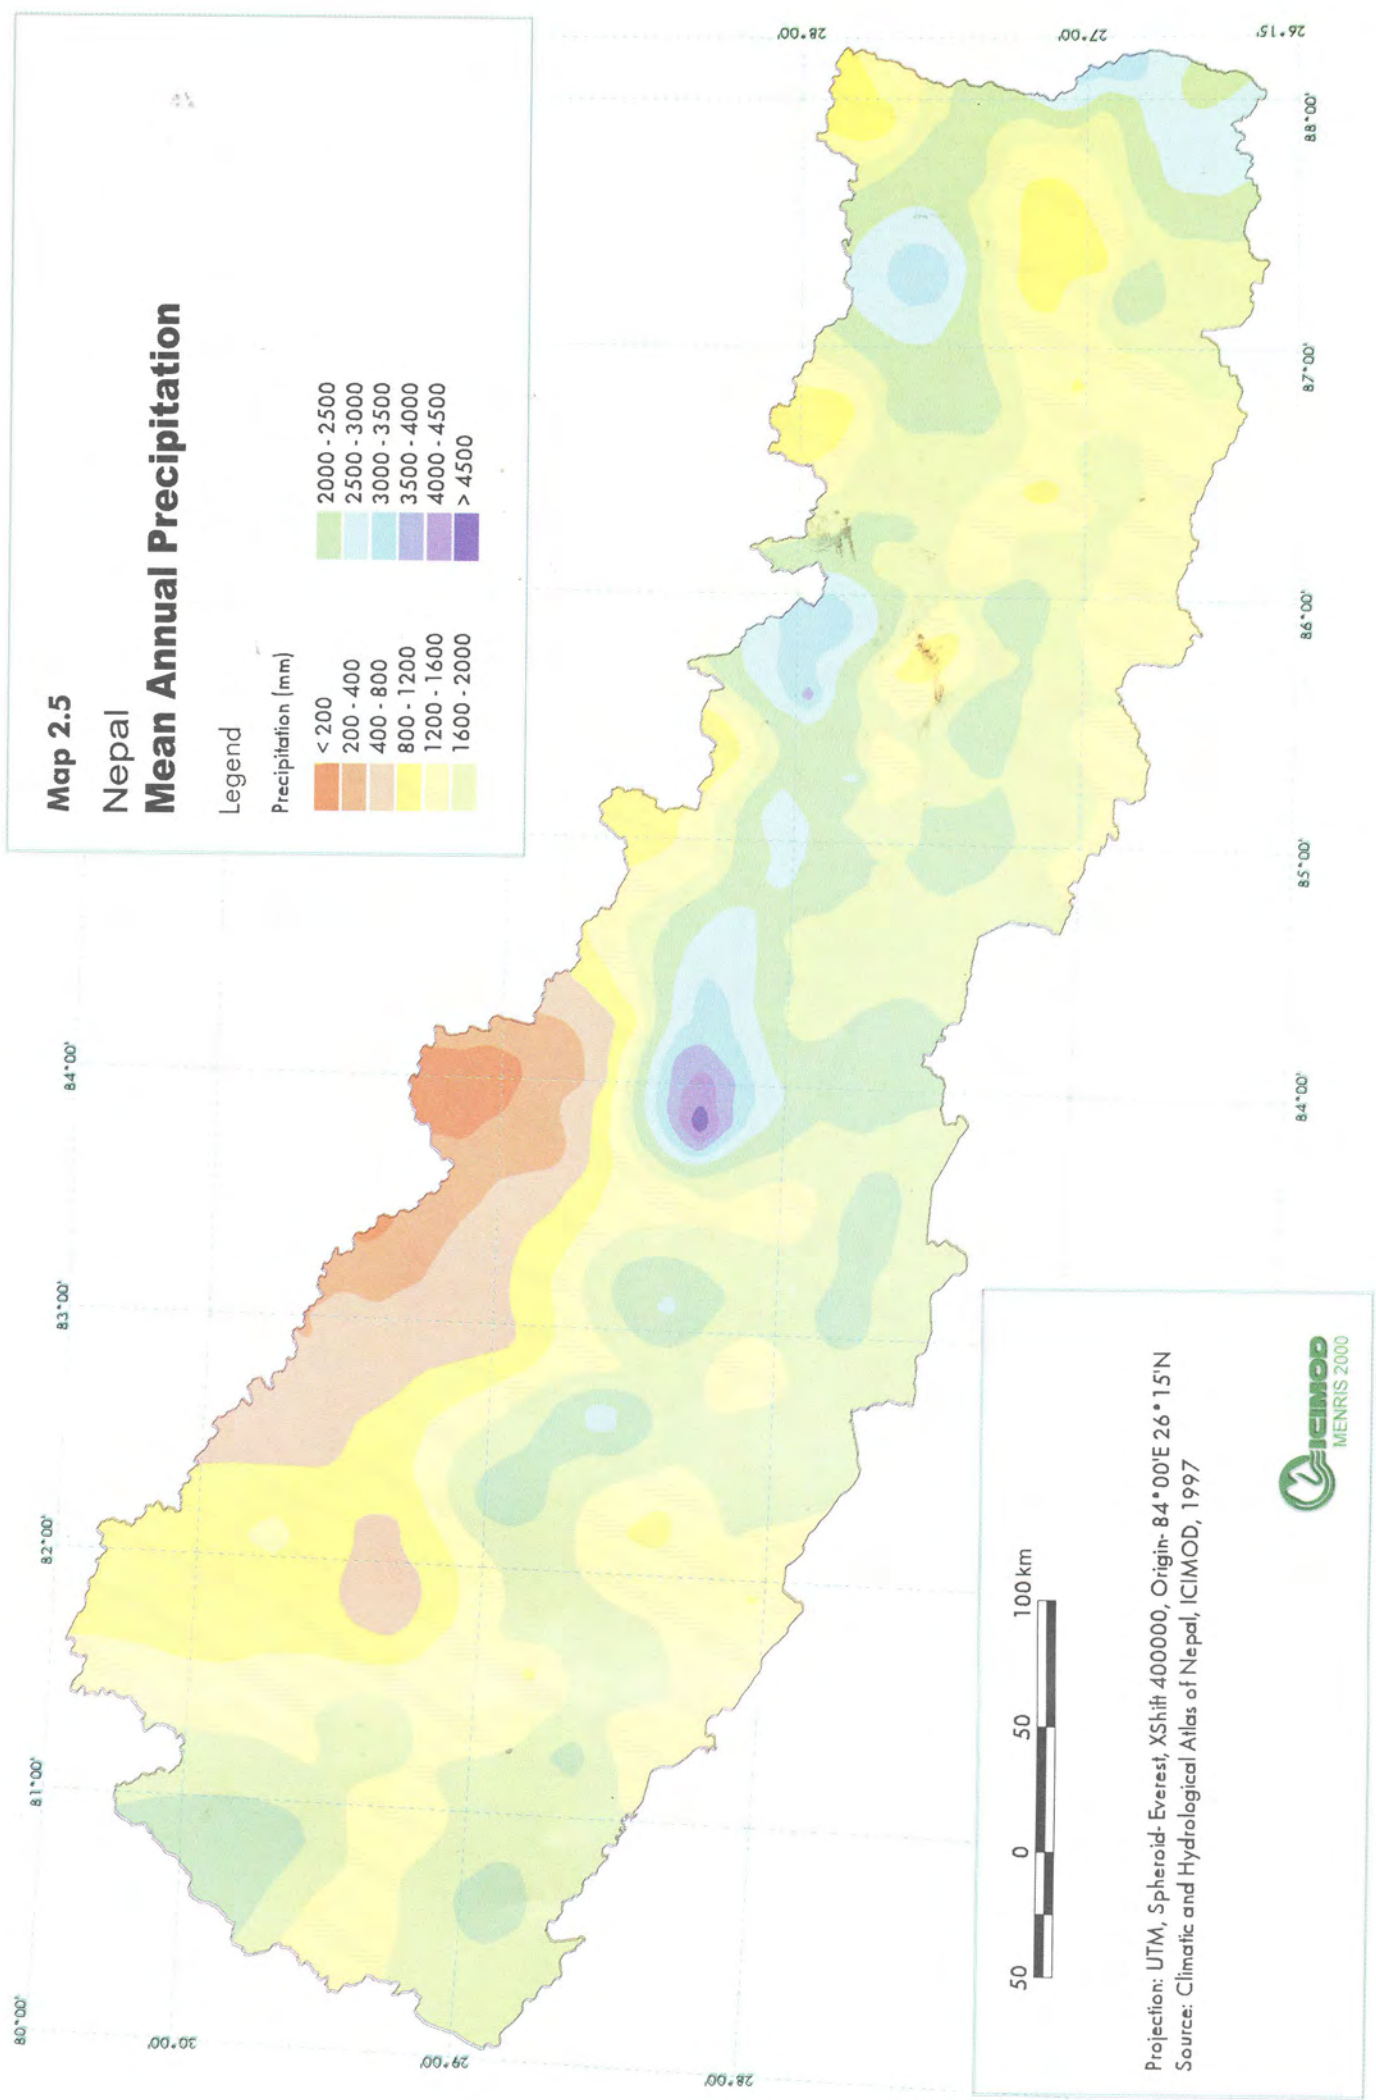 Map 2.5
Nepal
Mean Annual Precipitation
Legend
Precipitation (mm)
< 200
200 - 400
400 - 800
800 - 1200
1200 - 1600
1600 - 2000
2000 - 2500
2500 - 3000
3000 - 3500
3500 - 4000
4000 - 4500
> 4500
80°00'
81°00'
82°00'
83°00'
84°00'
30°00'
29°00'
28°00'
28°00'
27°00'
26°15'
84°00'
85°00'
86°00'
87°00'
88°00'
50 0 50 100 km
Projection: UTM, Spheroid- Everest, XShift 400000, Origin- 84°00'E 26°15'N
Source: Climatic and Hydrological Atlas of Nepal, ICIMOD, 1997
ICIMOD
MENRIS 2000